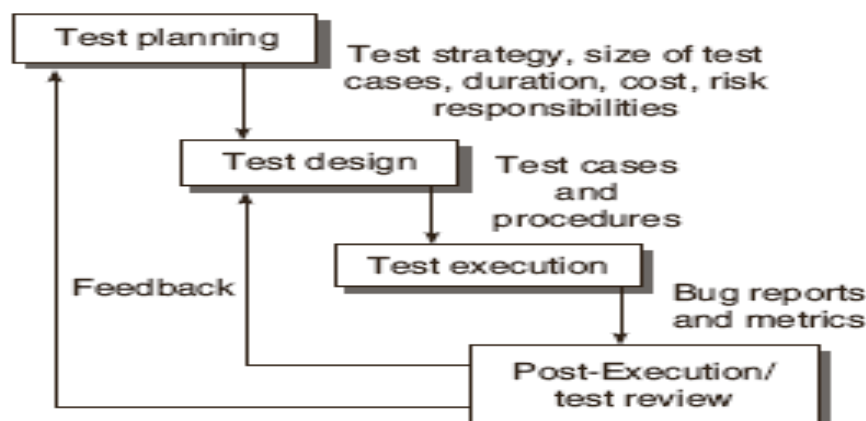 Test planning
Test strategy, size of test
cases, duration, cost, risk
responsibilities
Test design
Test cases
and
procedures
Test execution
Feedback
Bug reports
and metrics
Post-Execution/
test review